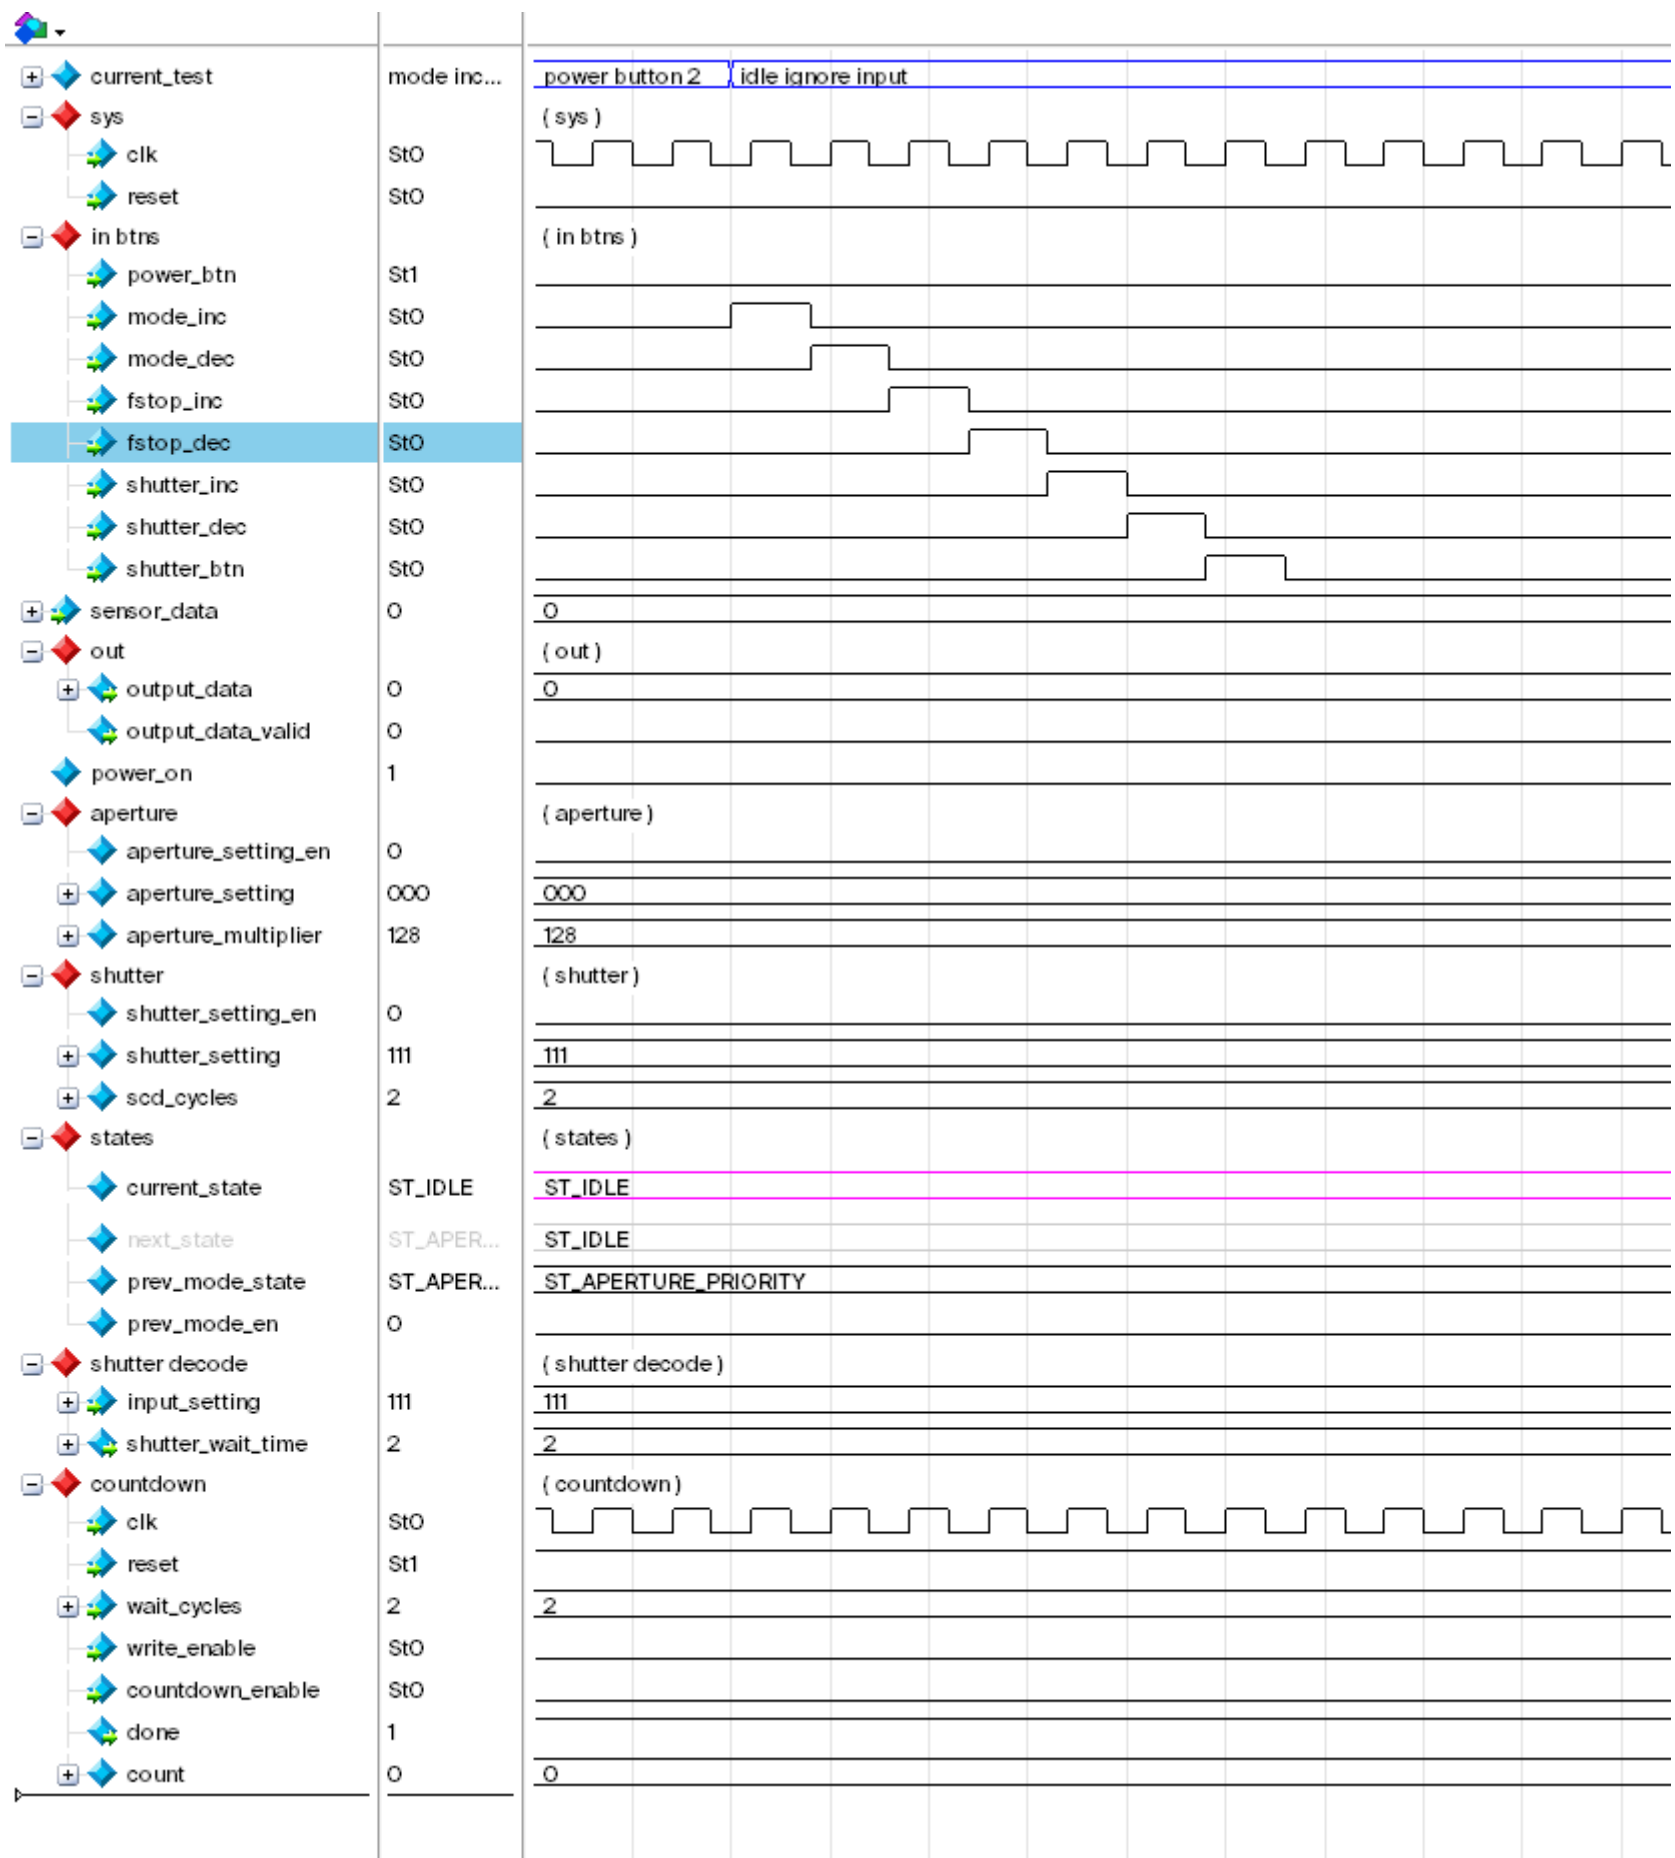 current_test mode inc... power button 2 idle ignore input
sys ( sys )
clk St0
reset St0
in btns ( in btns )
power_btn St1
mode_inc St0
mode_dec St0
fstop_inc St0
fstop_dec St0
shutter_inc St0
shutter_dec St0
shutter_btn St0
sensor_data 0 0
out ( out )
output_data 0 0
output_data_valid 0
power_on 1
aperture ( aperture )
aperture_setting_en 0
aperture_setting 000 000
aperture_multiplier 128 128
shutter ( shutter )
shutter_setting_en 0
shutter_setting 111 111
scd_cycles 2 2
states ( states )
current_state ST_IDLE ST_IDLE
next_state ST_APER... ST_IDLE
prev_mode_state ST_APER... ST_APERTURE_PRIORITY
prev_mode_en 0
shutter decode ( shutter decode )
input_setting 111 111
shutter_wait_time 2 2
countdown ( countdown )
clk St0
reset St1
wait_cycles 2 2
write_enable St0
countdown_enable St0
done 1
count 0 0